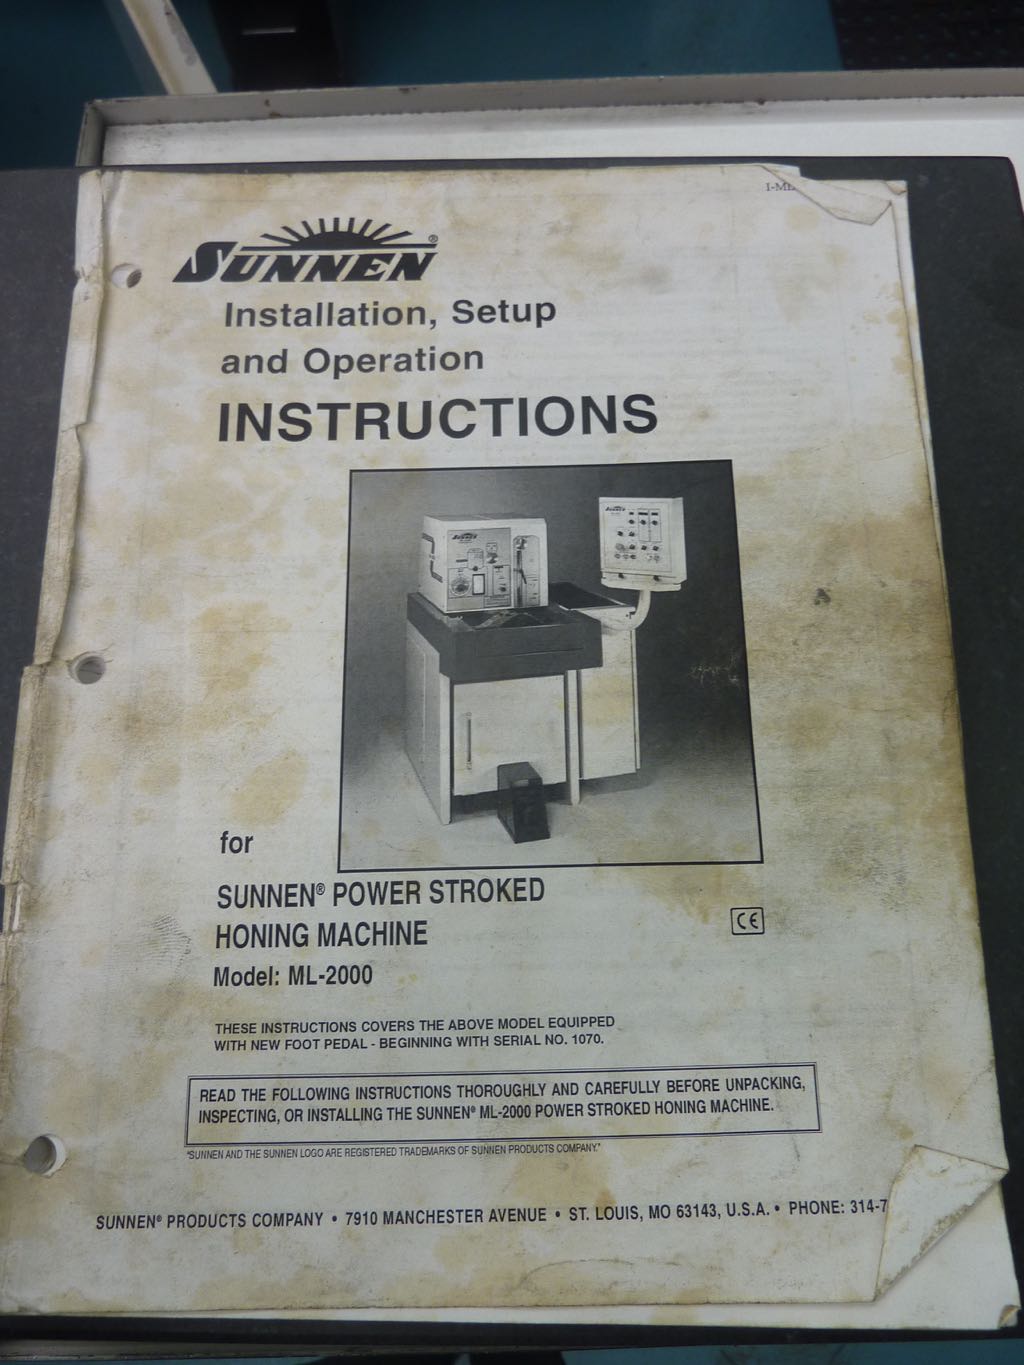 I-ML
SUNNEN®
Installation, Setup
and Operation
INSTRUCTIONS
SUNNEN
SUNNEN
for
SUNNEN® POWER STROKED
HONING MACHINE
CE
Model: ML-2000
THESE INSTRUCTIONS COVERS THE ABOVE MODEL EQUIPPED
WITH NEW FOOT PEDAL - BEGINNING WITH SERIAL NO. 1070.
READ THE FOLLOWING INSTRUCTIONS THOROUGHLY AND CAREFULLY BEFORE UNPACKING,
INSPECTING, OR INSTALLING THE SUNNEN® ML-2000 POWER STROKED HONING MACHINE.
"SUNNEN AND THE SUNNEN LOGO ARE REGISTERED TRADEMARKS OF SUNNEN PRODUCTS COMPANY."
SUNNEN® PRODUCTS COMPANY • 7910 MANCHESTER AVENUE • ST. LOUIS, MO 63143, U.S.A. • PHONE: 314-7